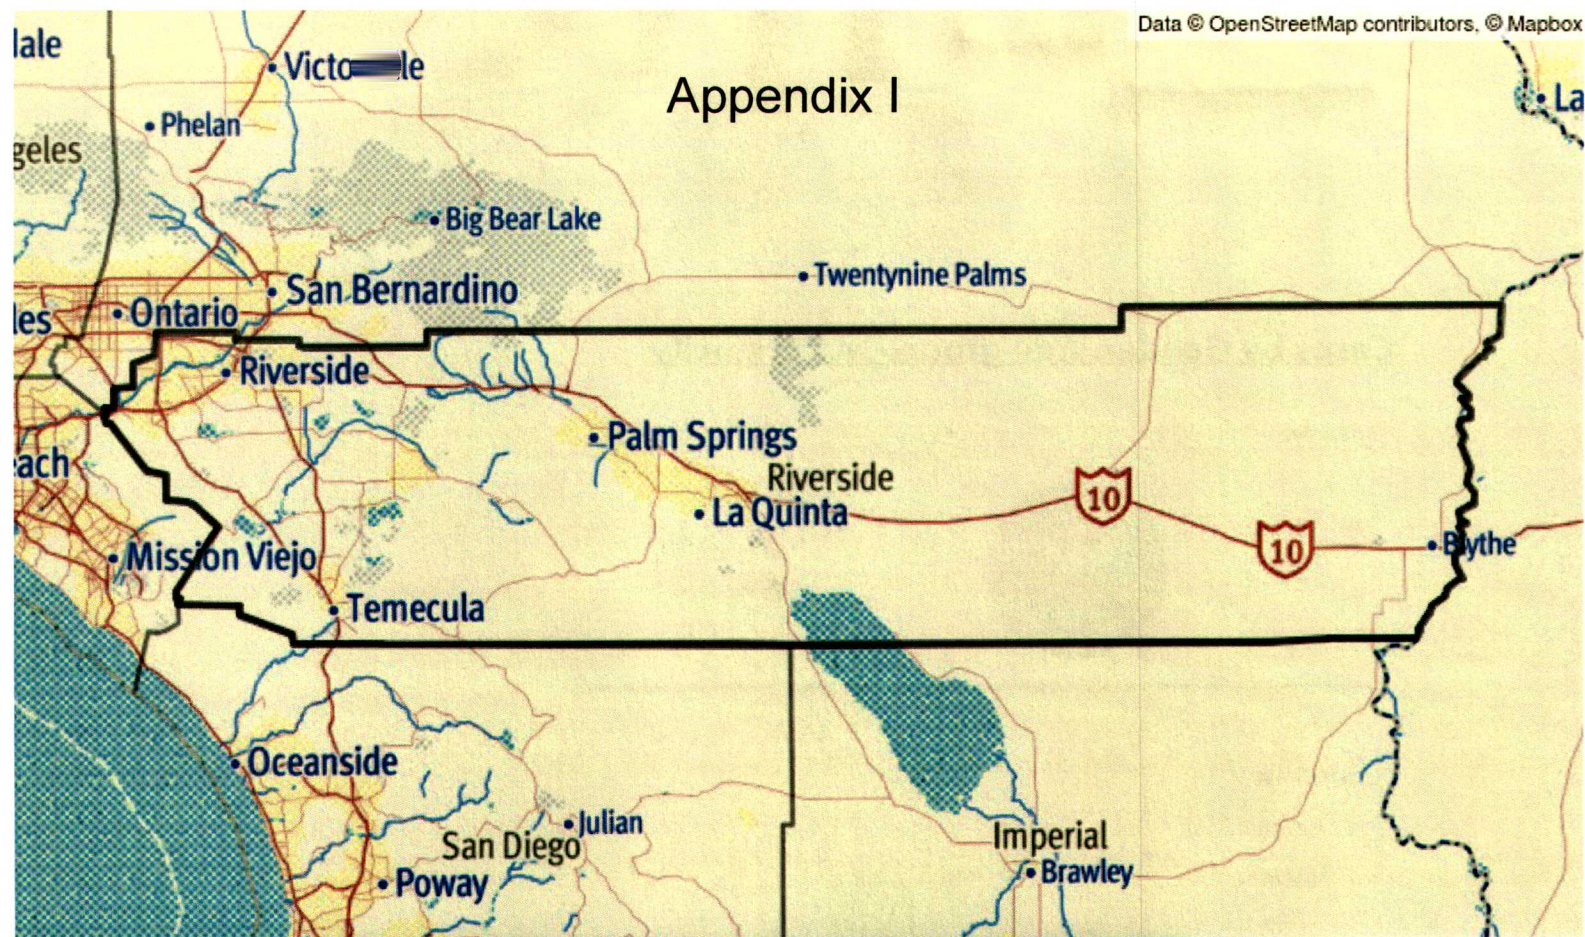 Data © OpenStreetMap contributors, © Mapbox
Appendix I
Phelan
Big Bear Lake
Twentynine Palms
San Bernardino
Ontario
Riverside
Palm Springs
Riverside
La Quinta
10
10
Blythe
Mission Viejo
Temecula
Oceanside
Julian
San Diego
Poway
Imperial
Brawley